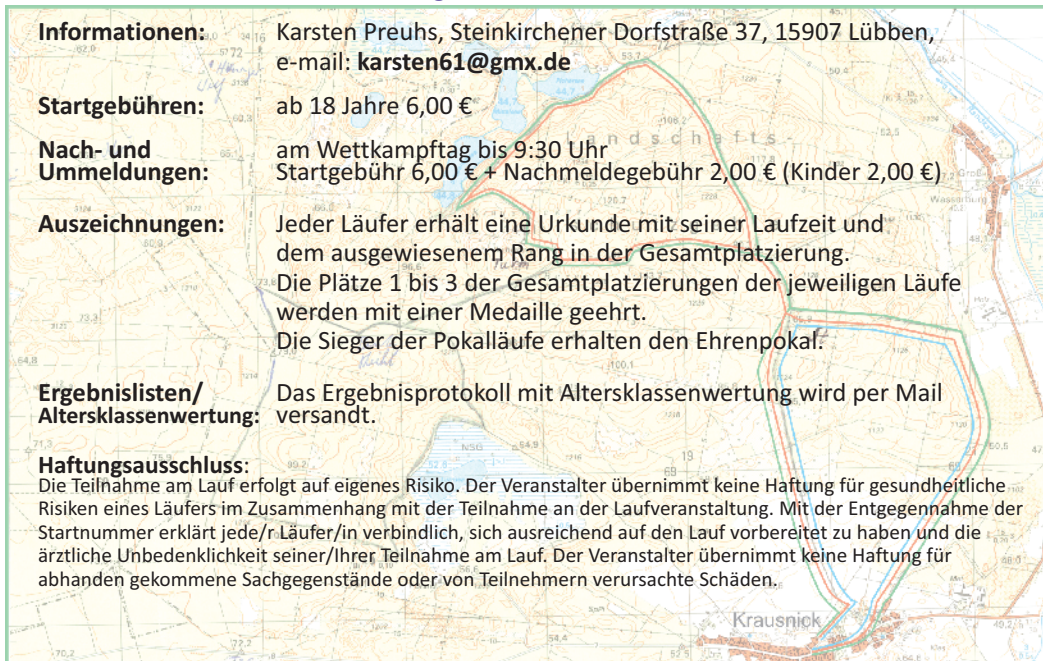 Informationen: Karsten Preuhs, Steinkirchener Dorfstraße 37, 15907 Lübben,
e-mail: karsten61@gmx.de
Startgebühren: ab 18 Jahre 6,00 €
Nach- und am Wettkampftag bis 9:30 Uhr
Ummeldungen: Startgebühr 6,00 € + Nachmeldegebühr 2,00 € (Kinder 2,00 €)
Auszeichnungen: Jeder Läufer erhält eine Urkunde mit seiner Laufzeit und
dem ausgewiesenem Rang in der Gesamtplatzierung.
Die Plätze 1 bis 3 der Gesamtplatzierungen der jeweiligen Läufe
werden mit einer Medaille geehrt.
Die Sieger der Pokalläufe erhalten den Ehrenpokal.
Ergebnislisten/ Das Ergebnisprotokoll mit Altersklassenwertung wird per Mail
Altersklassenwertung: versandt.
Haftungsausschluss:
Die Teilnahme am Lauf erfolgt auf eigenes Risiko. Der Veranstalter übernimmt keine Haftung für gesundheitliche
Risiken eines Läufers im Zusammenhang mit der Teilnahme an der Laufveranstaltung. Mit der Entgegennahme der
Startnummer erklärt jede/r Läufer/in verbindlich, sich ausreichend auf den Lauf vorbereitet zu haben und die
ärztliche Unbedenklichkeit seiner/Ihrer Teilnahme am Lauf. Der Veranstalter übernimmt keine Haftung für
abhanden gekommene Sachgegenstände oder von Teilnehmern verursachte Schäden.
Landschafts-
Wasserburg
Turm
NSG
Krausnick